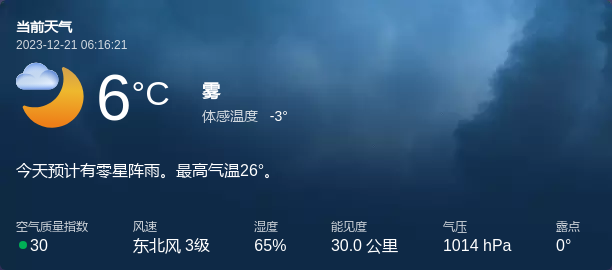 当前天气
2023-12-21 06:16:21
6°C
雾
体感温度 -3°
今天预计有零星阵雨。最高气温26°。
空气质量指数 风速 湿度 能见度 气压 露点
30 东北风 3级 65% 30.0 公里 1014 hPa 0°